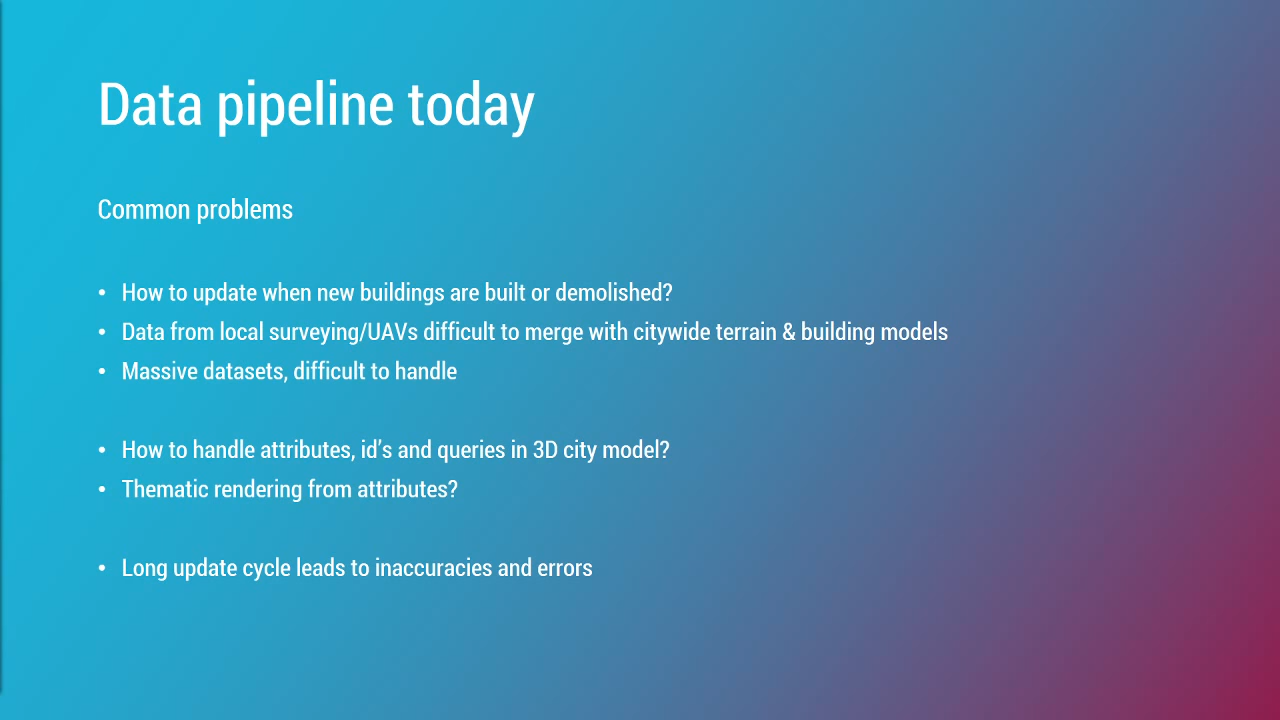 Data pipeline today
Common problems
• How to update when new buildings are built or demolished?
• Data from local surveying/UAVs difficult to merge with citywide terrain & building models
• Massive datasets, difficult to handle
• How to handle attributes, id's and queries in 3D city model?
• Thematic rendering from attributes?
• Long update cycle leads to inaccuracies and errors